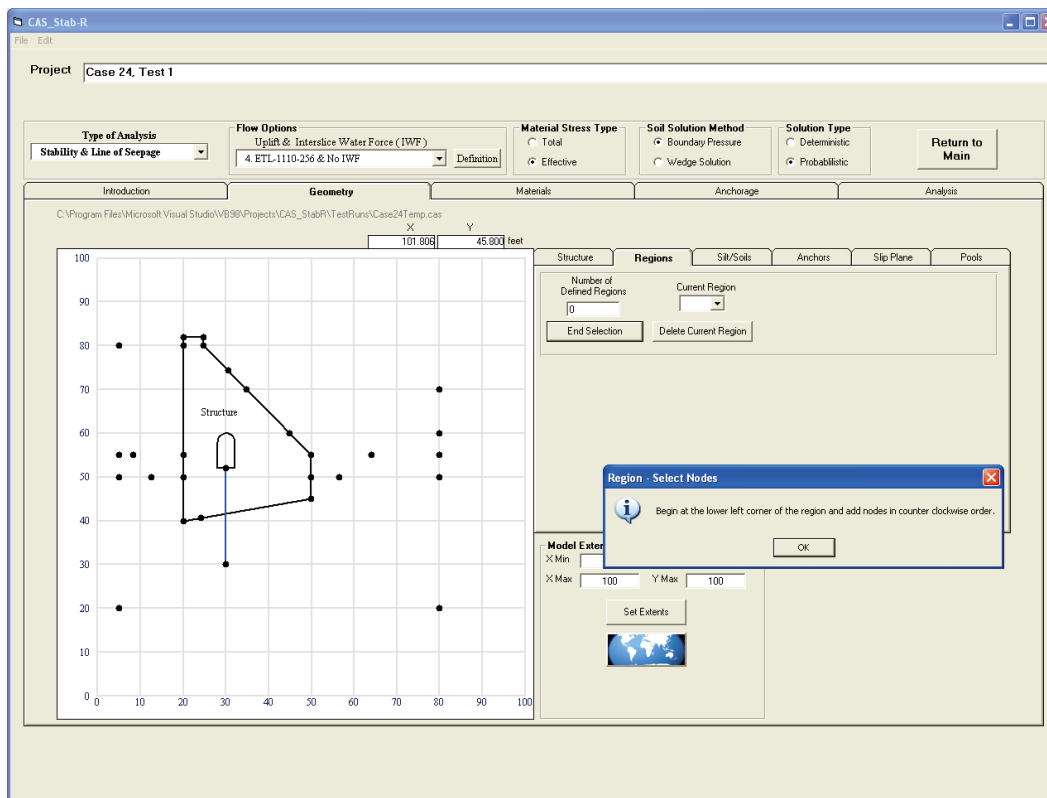 CAS_Stab-R
File Edit
Project Case 24, Test 1
Type of Analysis
Stability & Line of Seepage
Flow Options
Uplift & Interslice Water Force ( IWF )
4. ETL-1110-256 & No IWF
Definition
Material Stress Type
Total
Effective
Soil Solution Method
Boundary Pressure
Wedge Solution
Solution Type
Deterministic
Probablilistic
Return to
Main
Introduction Geometry Materials Anchorage Analysis
C:\Program Files\Microsoft Visual Studio\VB98\Projects\CAS_StabR\TestRuns\Case24Temp.cas
X Y
101.806 45.800 feet
100
90
80
70
60
50
40
30
20
10
0
0 10 20 30 40 50 60 70 80 90 100
Structure
Structure Regions Silt/Soils Anchors Slip Plane Pools
Number of
Defined Regions
0
Current Region
End Selection Delete Current Region
Region - Select Nodes
Begin at the lower left corner of the region and add nodes in counter clockwise order.
OK
Model Exter
X Min
X Max 100 Y Max 100
Set Extents